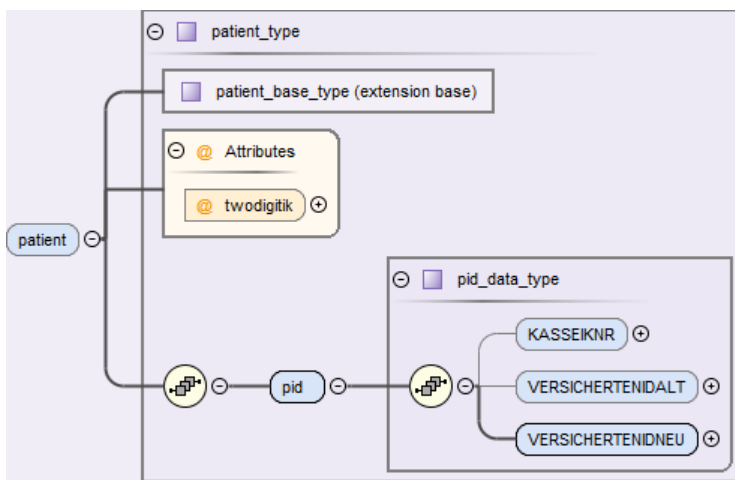 patient_type
patient_base_type (extension base)
@ Attributes
@ twodigitik
patient
pid_data_type
KASSEIKNR
pid
VERSICHERTENIDALT
VERSICHERTENIDNEU